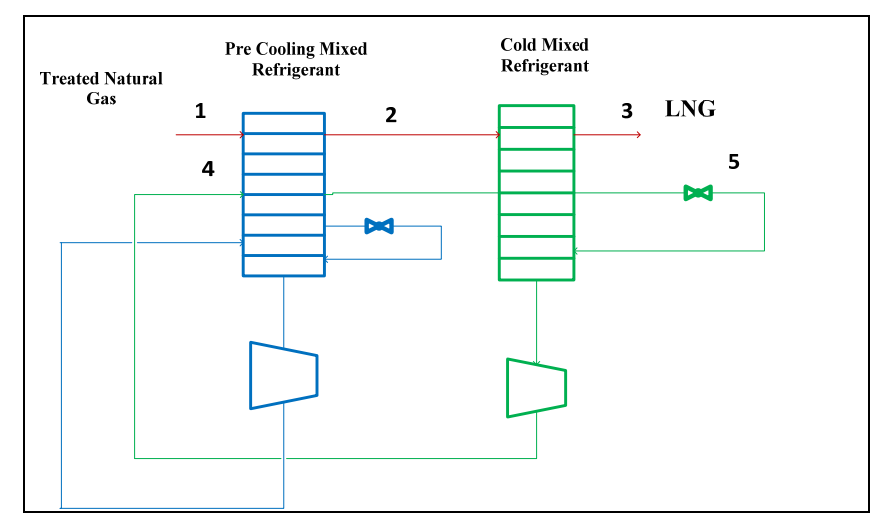 Pre Cooling Mixed
Refrigerant
Cold Mixed
Refrigerant
Treated Natural
Gas
1
2
3
LNG
4
5